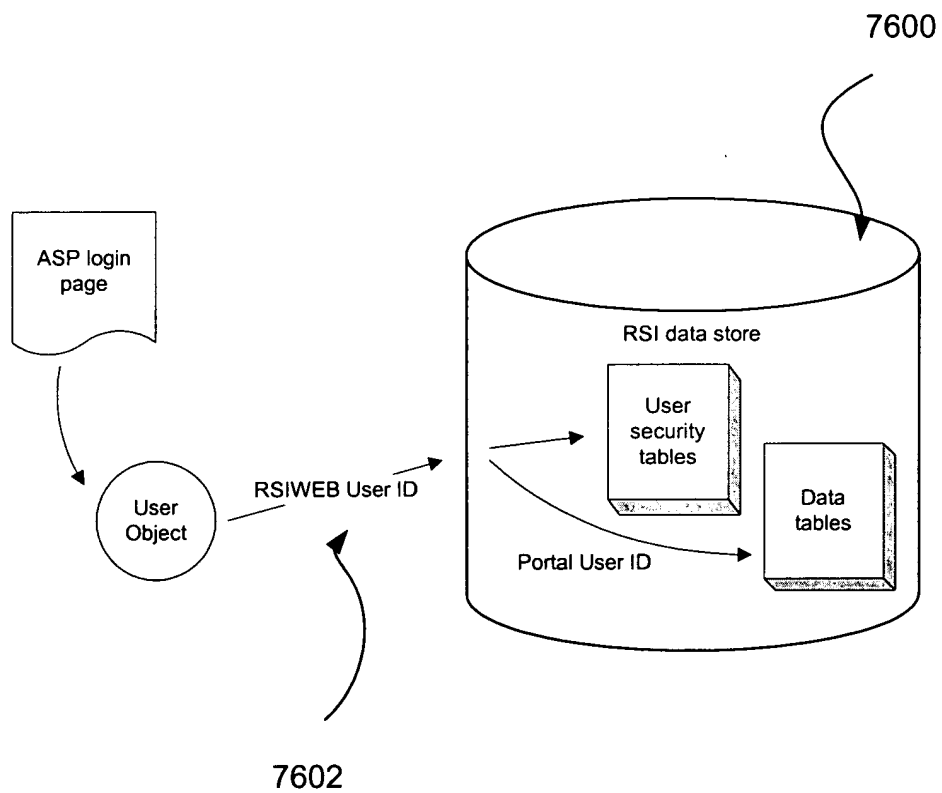 7600
ASP login
page
RSI data store
User
security
tables
RSIWEB User ID
User
Object
Data
tables
Portal User ID
7602